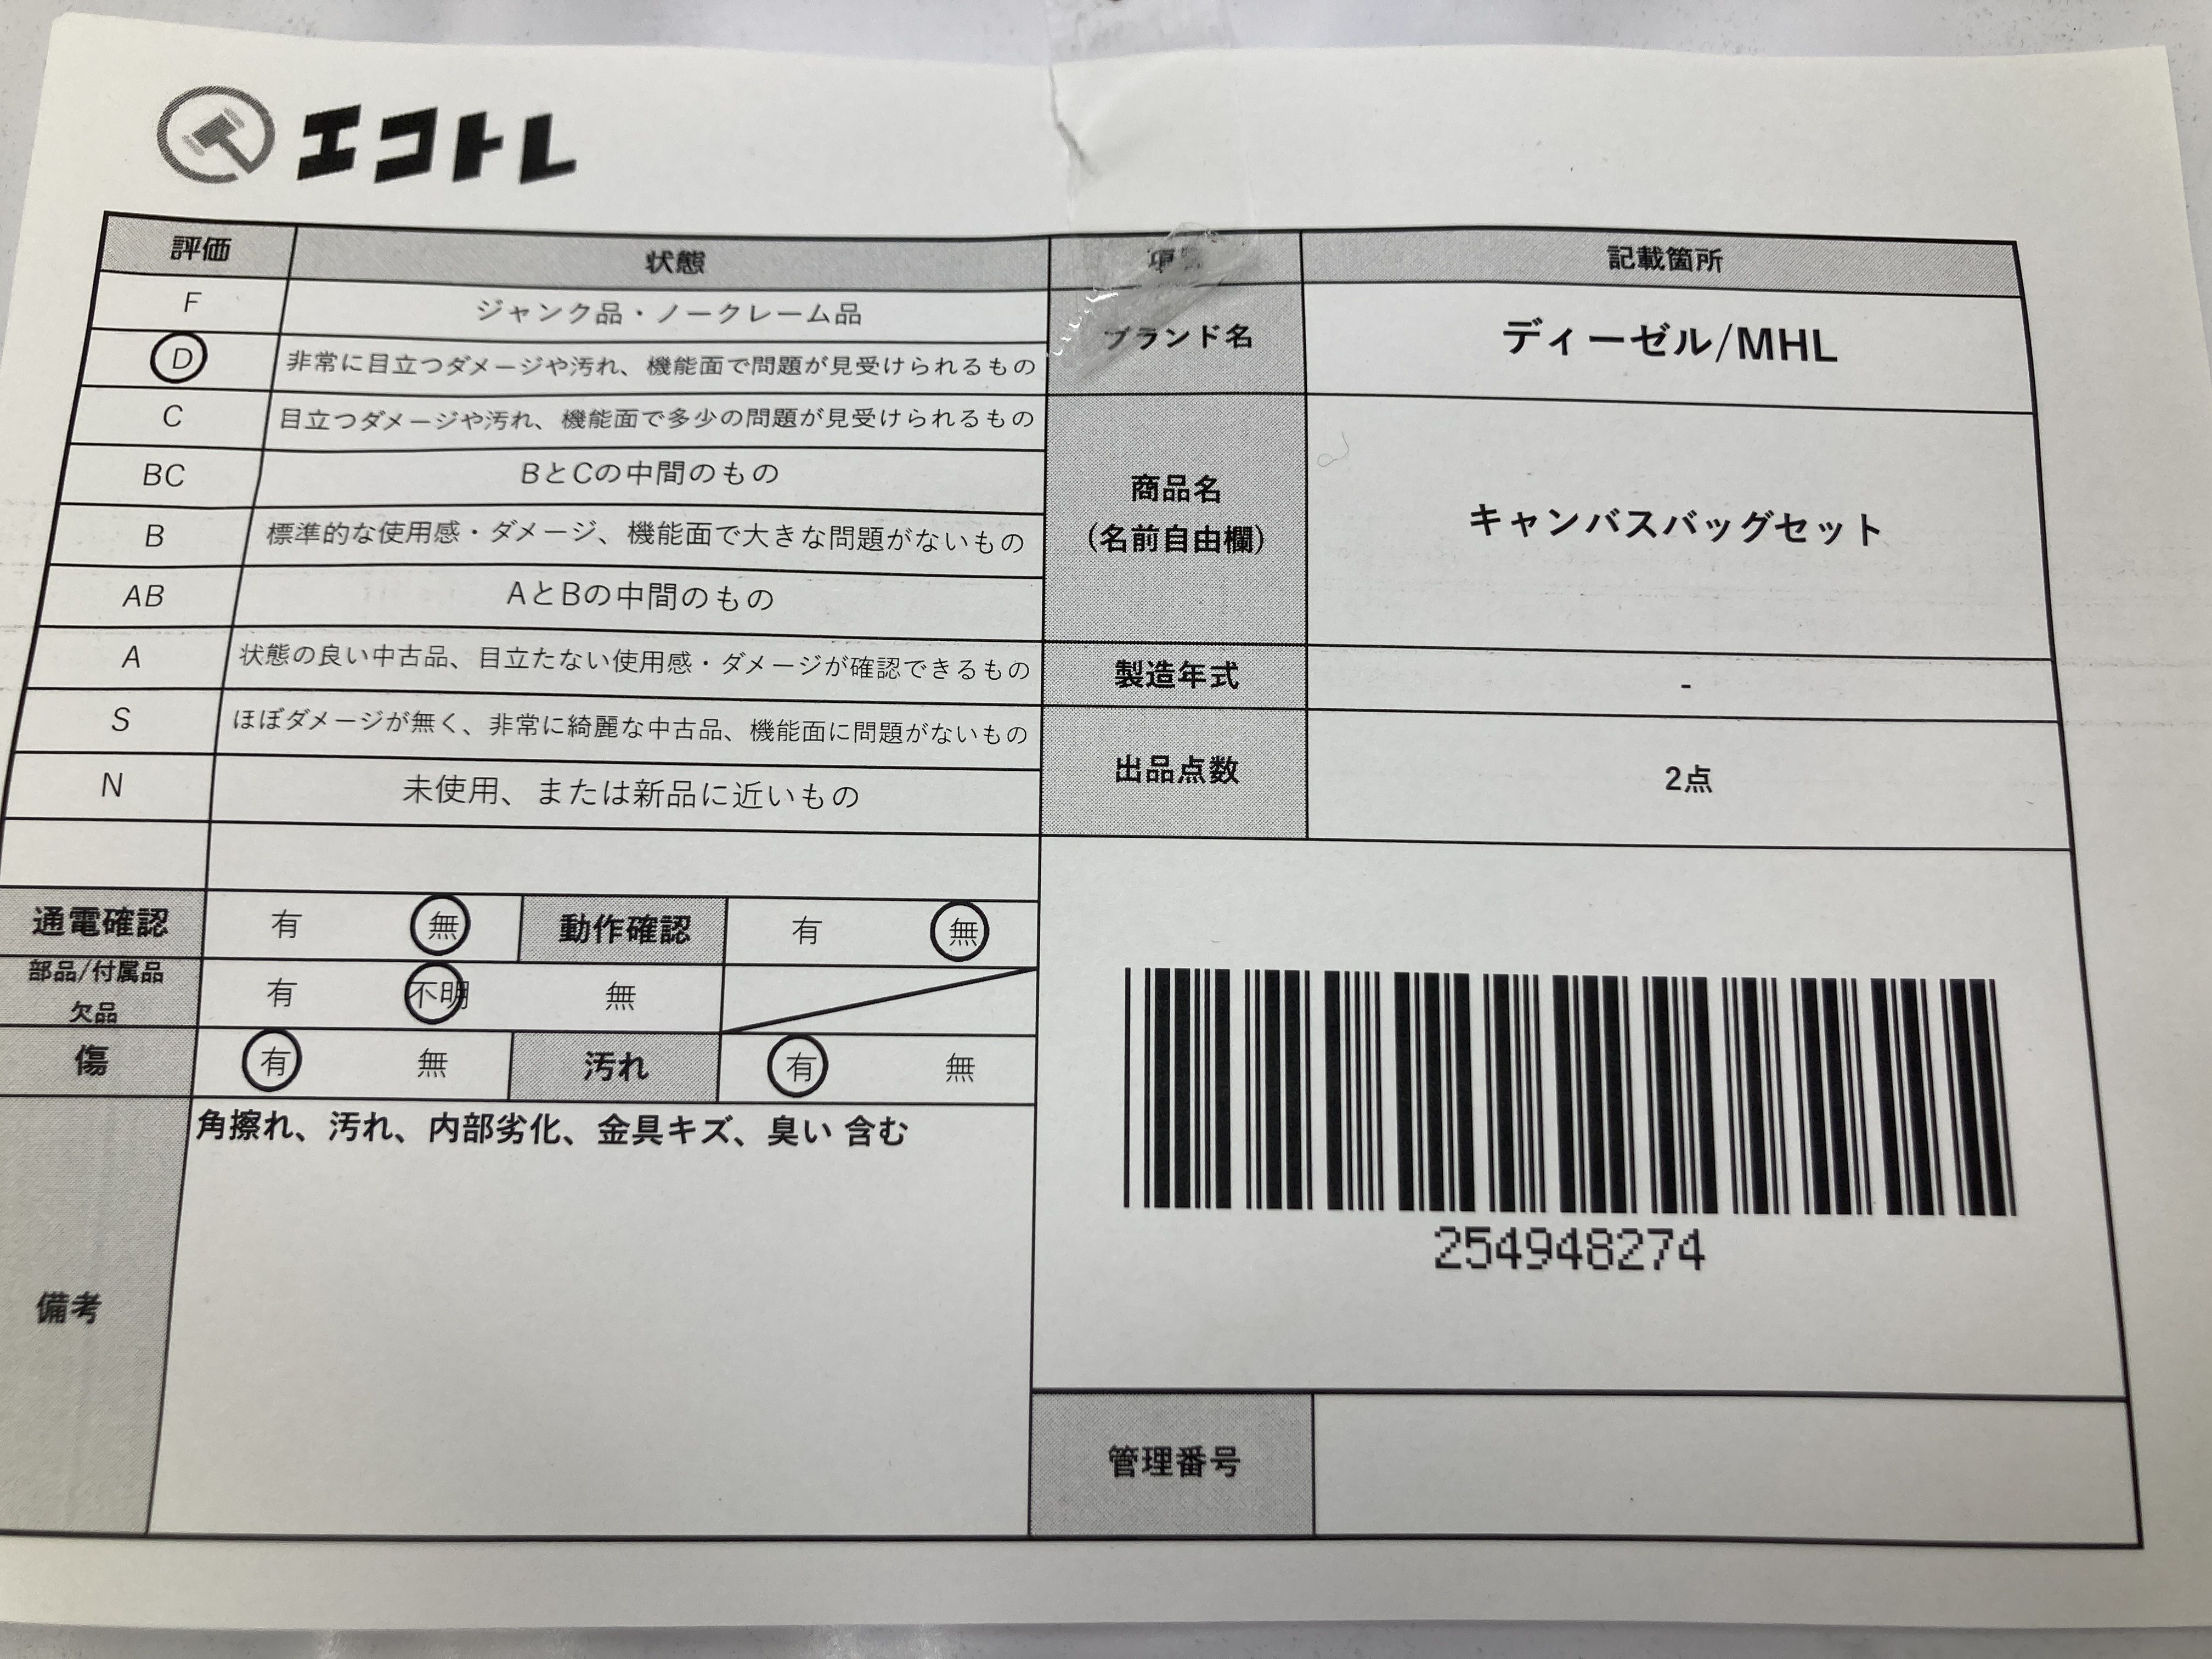 エコトレ
評価 状態 記載箇所
F ジャンク品・ノークレーム品
D 非常に目立つダメージや汚れ、機能面で問題が見受けられるもの
C 目立つダメージや汚れ、機能面で多少の問題が見受けられるもの
BC BとCの中間のもの
B 標準的な使用感・ダメージ、機能面で大きな問題がないもの
AB AとBの中間のもの
A 状態の良い中古品、目立たない使用感・ダメージが確認できるもの
S ほぼダメージが無く、非常に綺麗な中古品、機能面に問題がないもの
N 未使用、または新品に近いもの
ブランド名 ディーゼル/MHL
商品名
(名前自由欄)
キャンバスバッグセット
製造年式 -
出品点数 2点
通電確認 有 無 動作確認 有 無
部品/付属品
欠品
有 不明 無
傷 有 無 汚れ 有 無
備考
角擦れ、汚れ、内部劣化、金具キズ、臭い 含む
254948274
管理番号